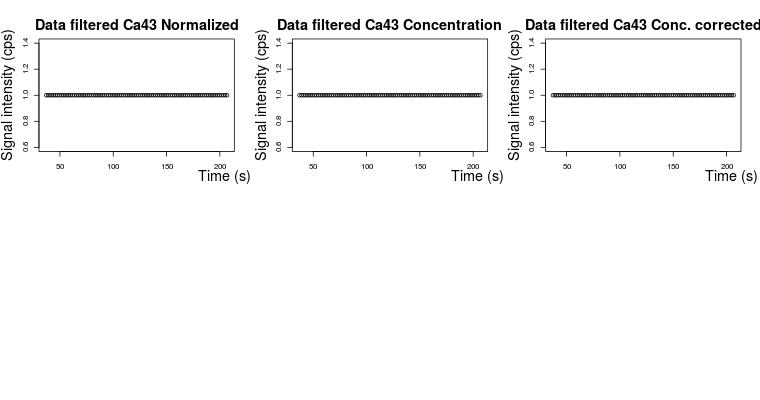 Data filtered Ca43 Normalized
Signal intensity (cps)
1.4
1.2
1.0
0.8
0.6
50 100 150 200
Time (s)
Data filtered Ca43 Concentration
Signal intensity (cps)
1.4
1.2
1.0
0.8
0.6
50 100 150 200
Time (s)
Data filtered Ca43 Conc. corrected
Signal intensity (cps)
1.4
1.2
1.0
0.8
0.6
50 100 150 200
Time (s)